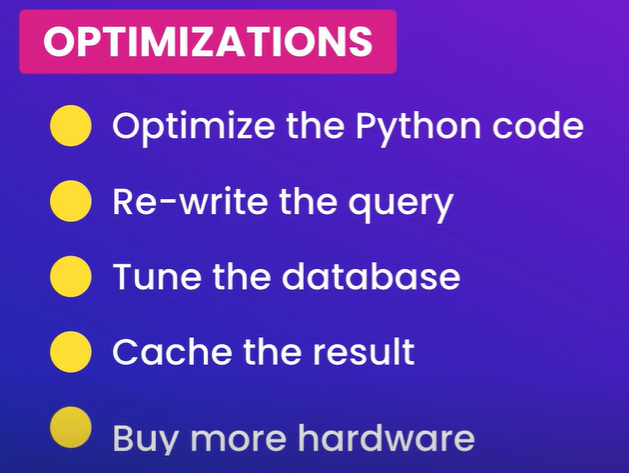 OPTIMIZATIONS
Optimize the Python code
Re-write the query
Tune the database
Cache the result
Buy more hardware